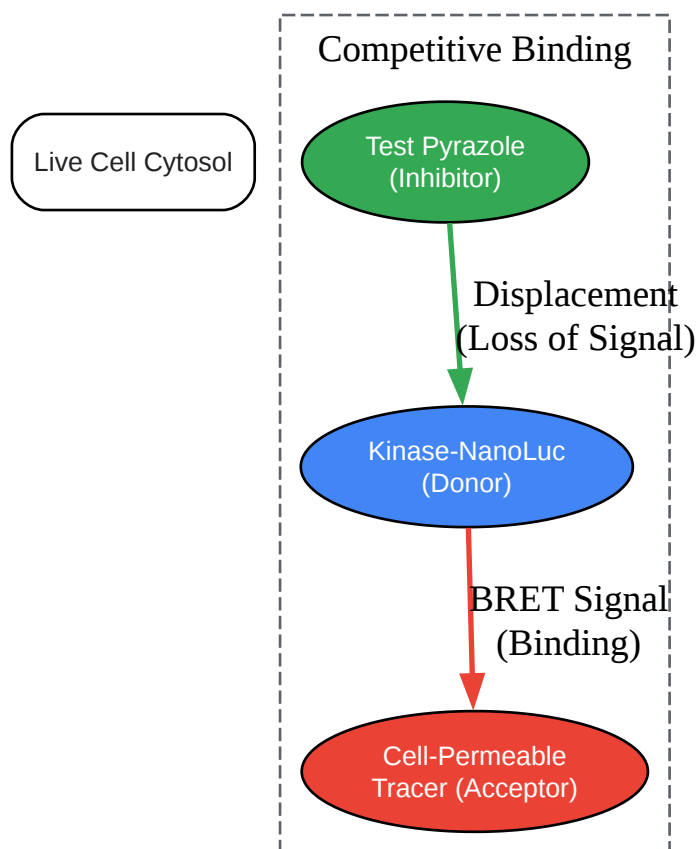 Competitive Binding
Live Cell Cytosol
Test Pyrazole
(Inhibitor)
Displacement
(Loss of Signal)
Kinase-NanoLuc
(Donor)
BRET Signal
(Binding)
Cell-Permeable
Tracer (Acceptor)